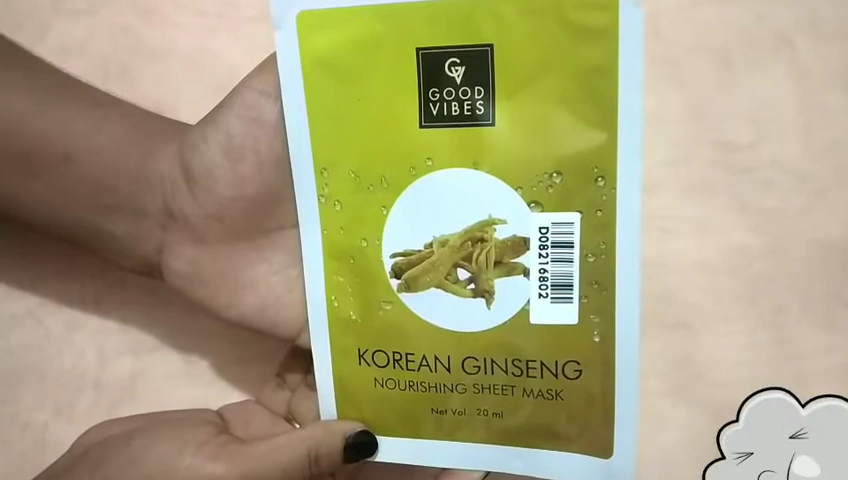 GV
GOOD
VIBES
D08216802
KOREAN GINSENG
NOURISHING SHEET MASK
Net Vol. 20 ml